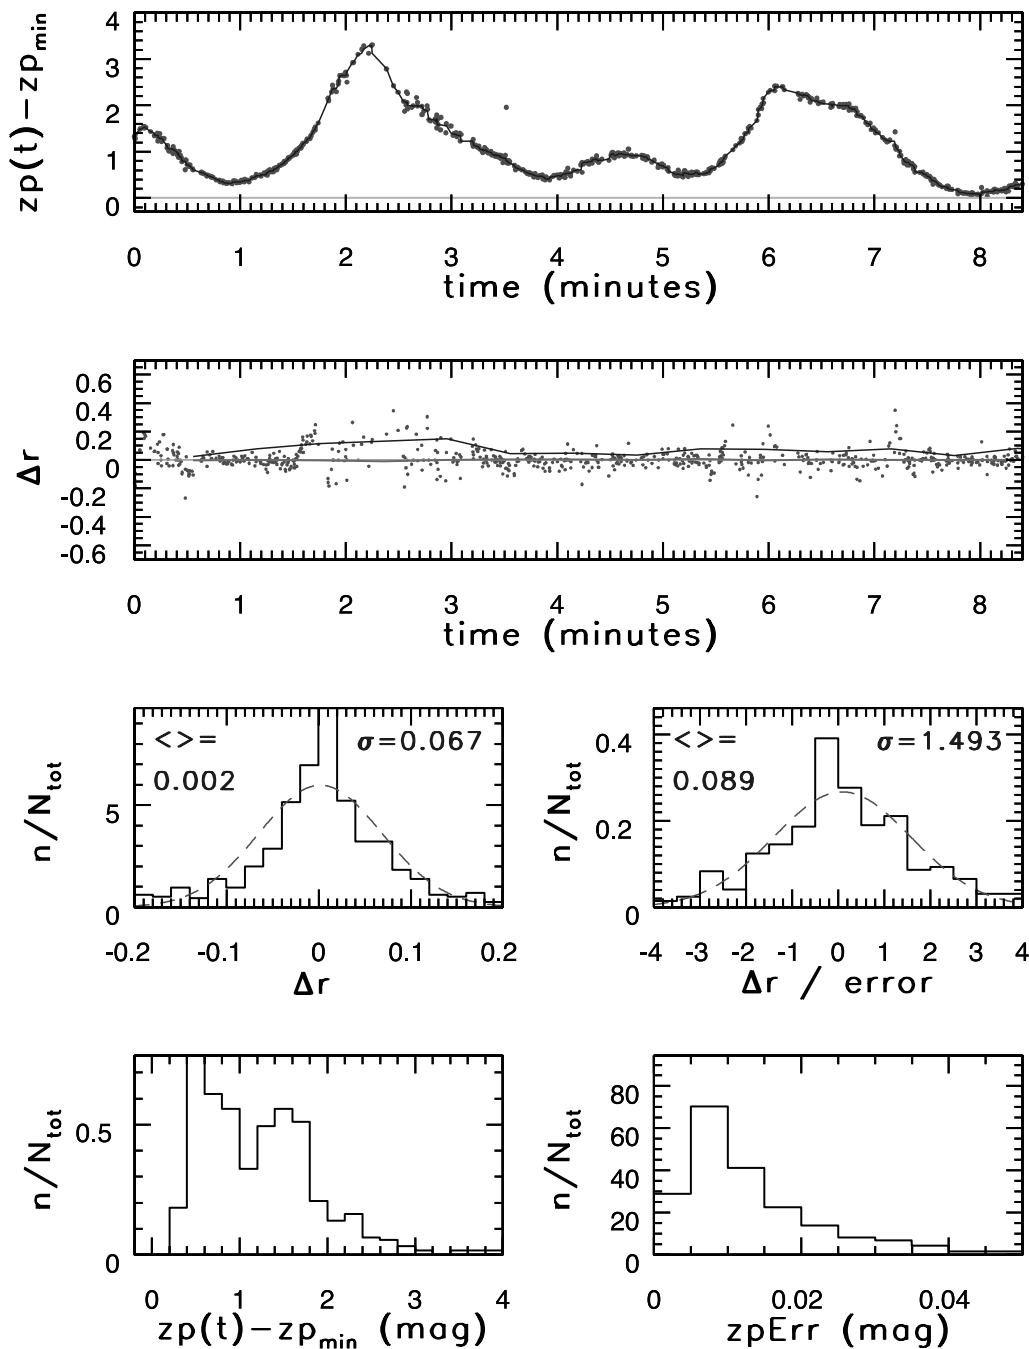 zp(t)−zp_min
4
3
2
1
0
0 1 2 3 4 5 6 7 8
time (minutes)
Δr
0.6
0.4
0.2
0
-0.2
-0.4
-0.6
0 1 2 3 4 5 6 7 8
time (minutes)
n/N_tot
5
0
<>=
0.002
σ=0.067
-0.2 -0.1 0 0.1 0.2
Δr
n/N_tot
0.4
0.2
0
<>=
0.089
σ=1.493
-4 -3 -2 -1 0 1 2 3 4
Δr / error
n/N_tot
0.5
0
0 1 2 3 4
zp(t)−zp_min (mag)
n/N_tot
80
60
40
20
0
0 0.02 0.04
zpErr (mag)